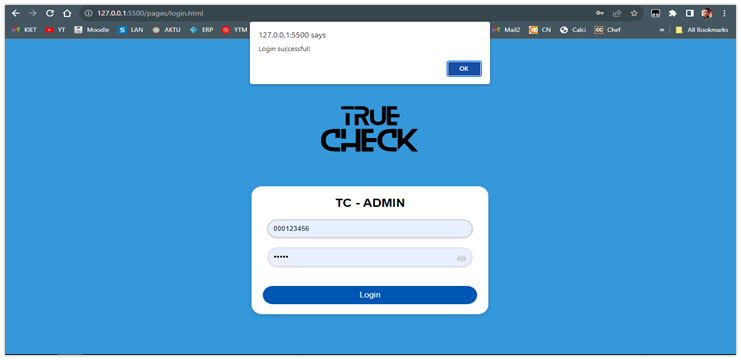 127.0.0.1:5500/pages/login.html
KIET YT Moodle LAN AKTU ERP YTM Mail2 CN Calci CC Chef » All Bookmarks
127.0.0.1:5500 says
Login successful!
OK
TRUE
CHECK
TC - ADMIN
000123456
•••••
Login